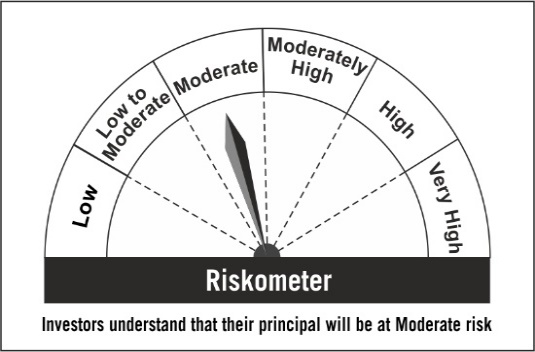 Low
Low to
Moderate
Moderate
Moderately
High
High
Very High
Riskometer
Investors understand that their principal will be at Moderate risk